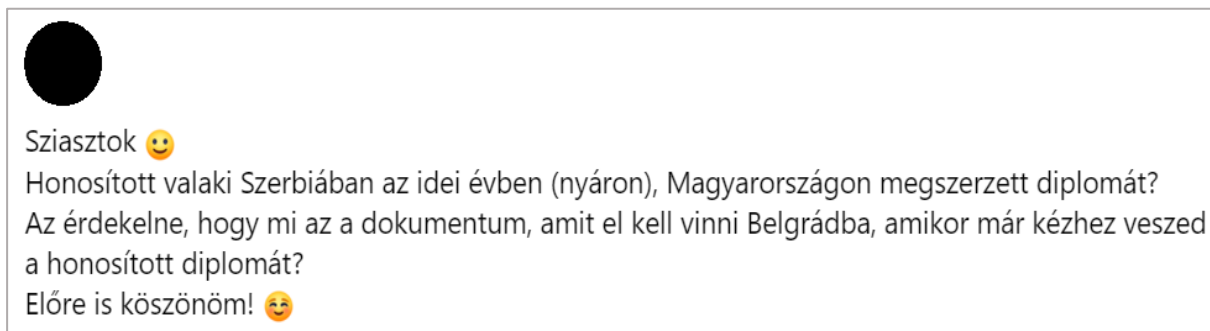 Sziasztok 🙂
Honosított valaki Szerbiában az idei évben (nyáron), Magyarországon megszerzett diplomát?
Az érdekelne, hogy mi az a dokumentum, amit el kell vinni Belgrádba, amikor már kézhez veszed
a honosított diplomát?
Előre is köszönöm! ☺️